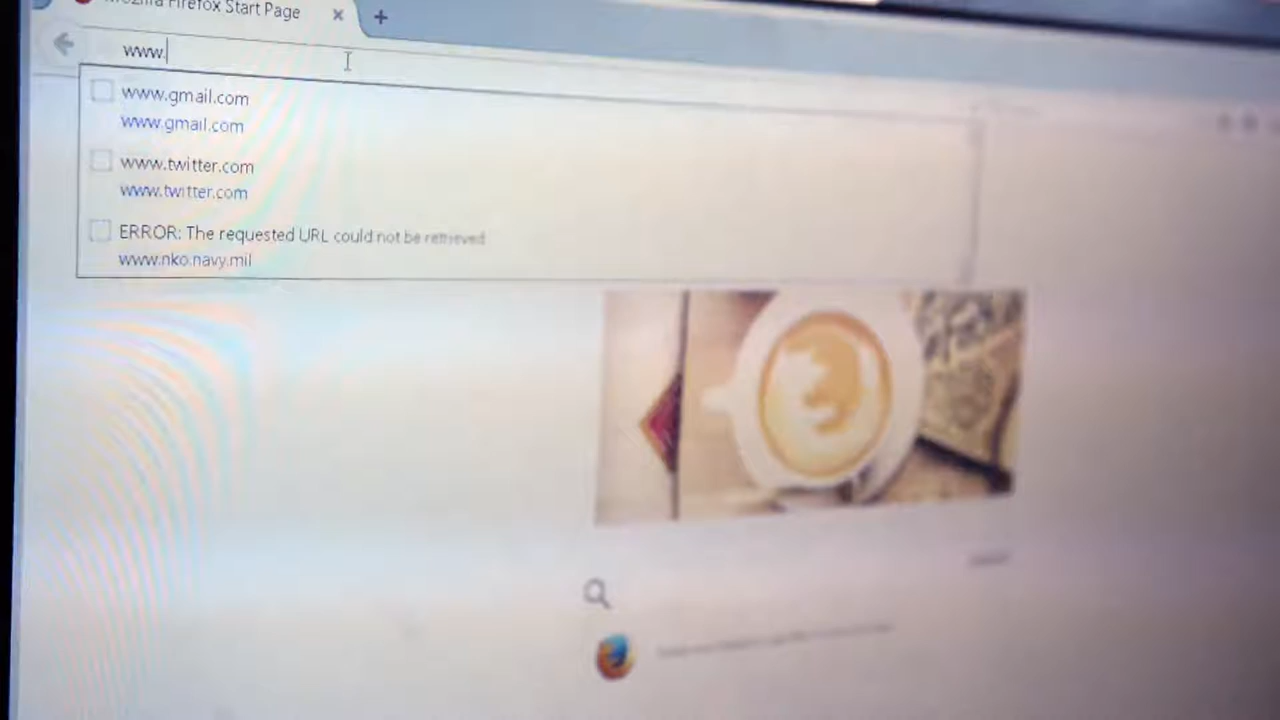 Firefox Start Page
www.
www.gmail.com
www.gmail.com
www.twitter.com
www.twitter.com
ERROR: The requested URL could not be retrieved
www.nko.navy.mil